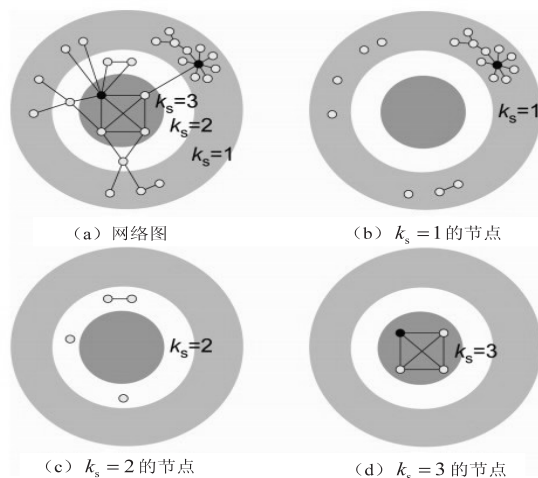 kₛ=3
kₛ=2
kₛ=1
kₛ=1
（a）网络图
（b）kₛ=1的节点
kₛ=2
kₛ=3
（c）kₛ=2的节点
（d）kₛ=3的节点